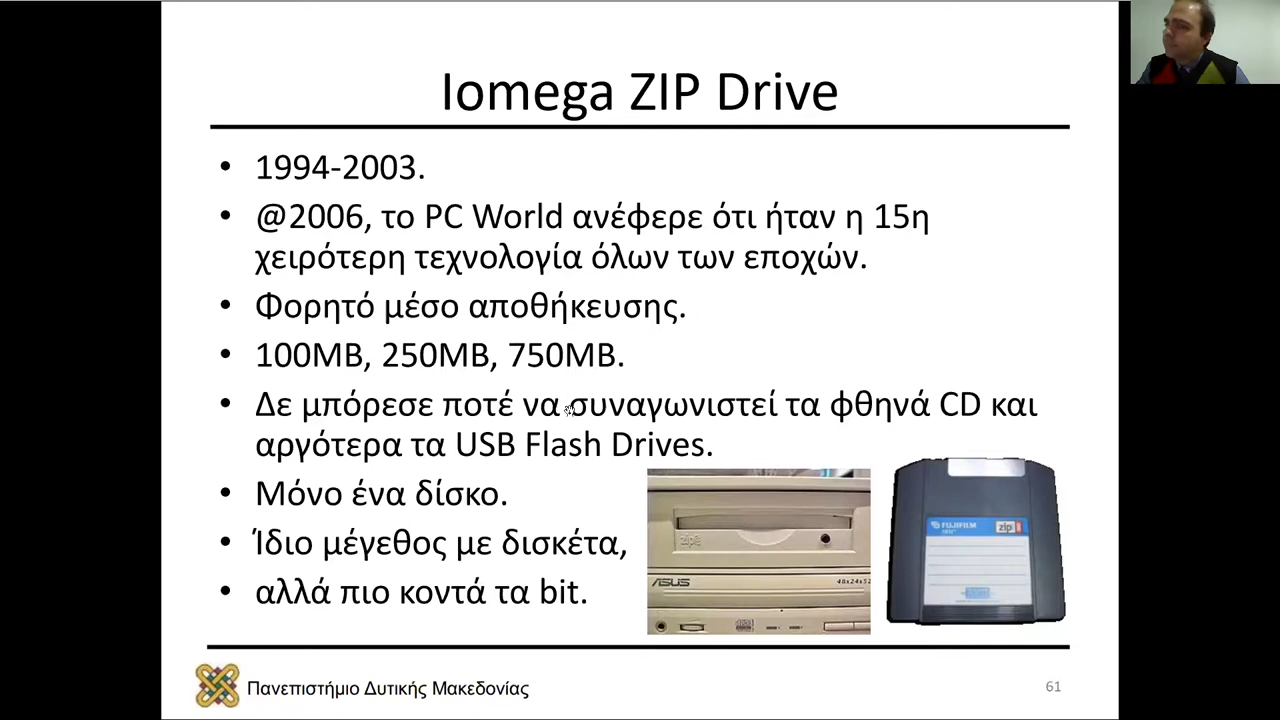 Iomega ZIP Drive
• 1994-2003.
• @2006, το PC World ανέφερε ότι ήταν η 15η
χειρότερη τεχνολογία όλων των εποχών.
• Φορητό μέσο αποθήκευσης.
• 100MB, 250MB, 750MB.
• Δε μπόρεσε ποτέ να συναγωνιστεί τα φθηνά CD και
αργότερα τα USB Flash Drives.
• Μόνο ένα δίσκο.
• Ίδιο μέγεθος με δισκέτα,
• αλλά πιο κοντά τα bit.
zip
ASUS
FUJIFILM
zip
Πανεπιστήμιο Δυτικής Μακεδονίας
61